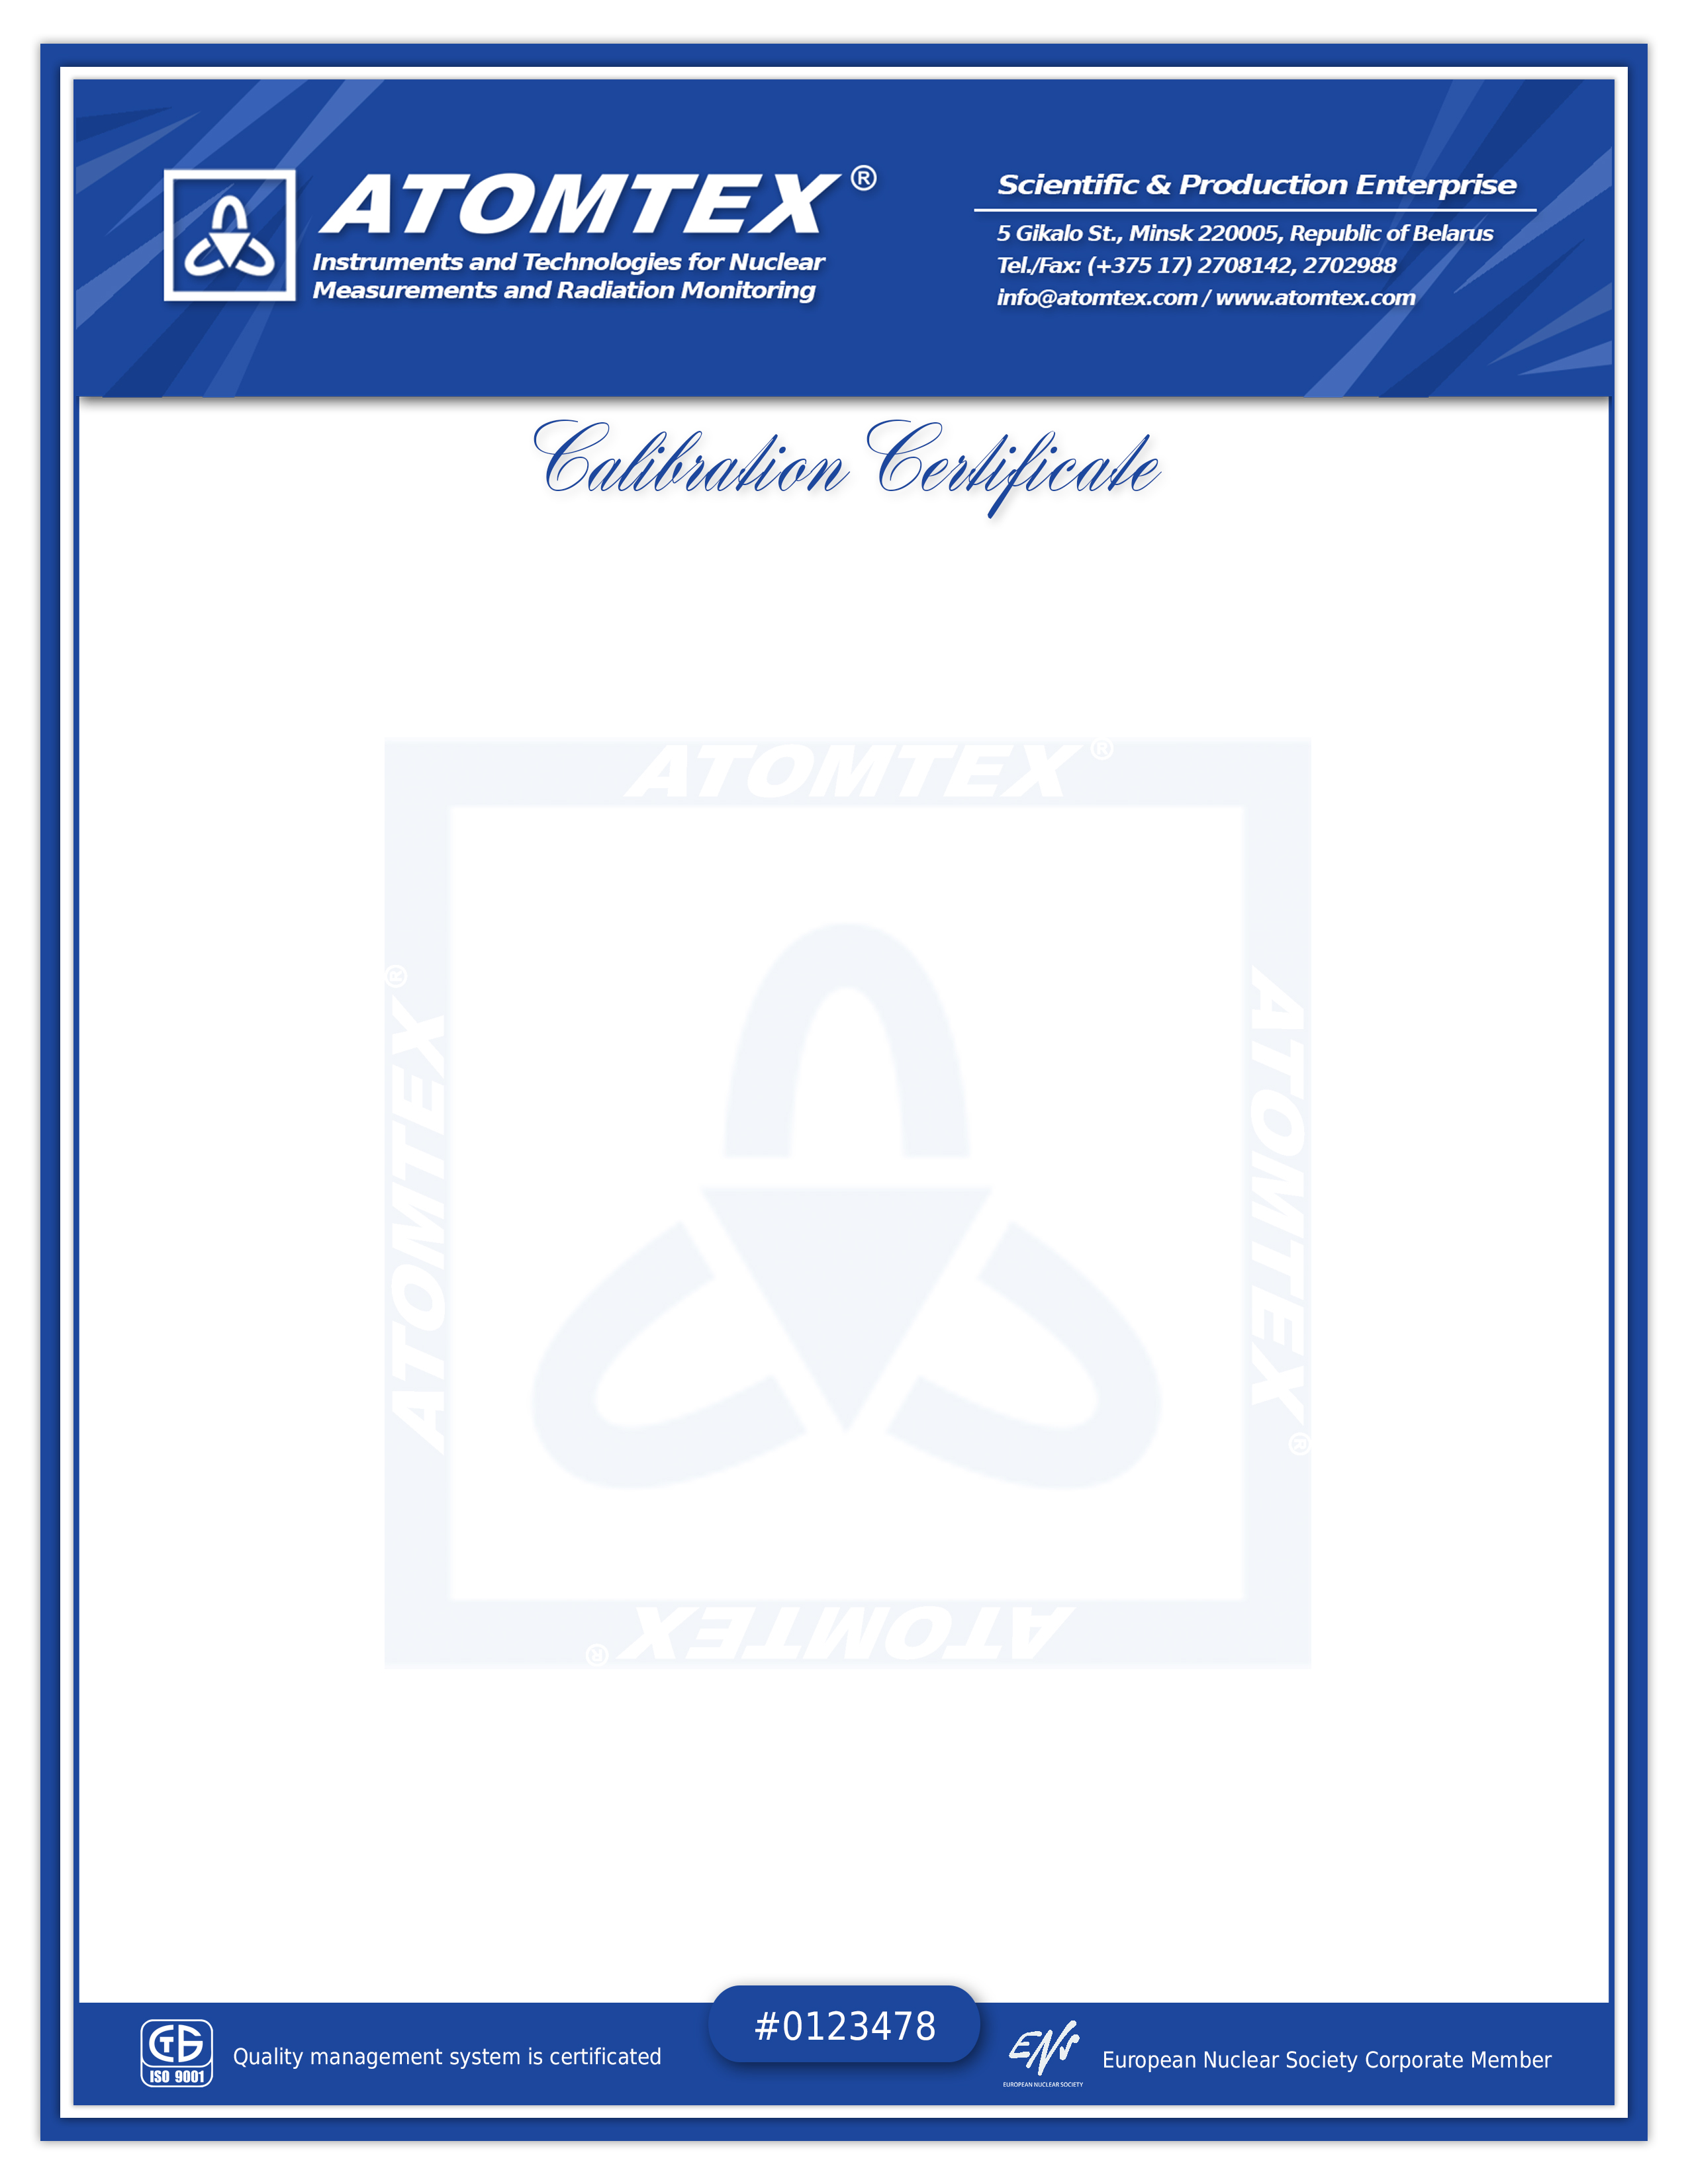 ATOMTEX ®
Instruments and Technologies for Nuclear
Measurements and Radiation Monitoring
Scientific & Production Enterprise
5 Gikalo St., Minsk 220005, Republic of Belarus
Tel./Fax: (+375 17) 2708142, 2702988
info@atomtex.com / www.atomtex.com
Calibration Certificate
ATOMTEX ®
ATOMTEX ®
ATOMTEX ®
ATOMTEX ®
#0123478
СТБ
ISO 9001
Quality management system is certificated
ENS
EUROPEAN NUCLEAR SOCIETY
European Nuclear Society Corporate Member